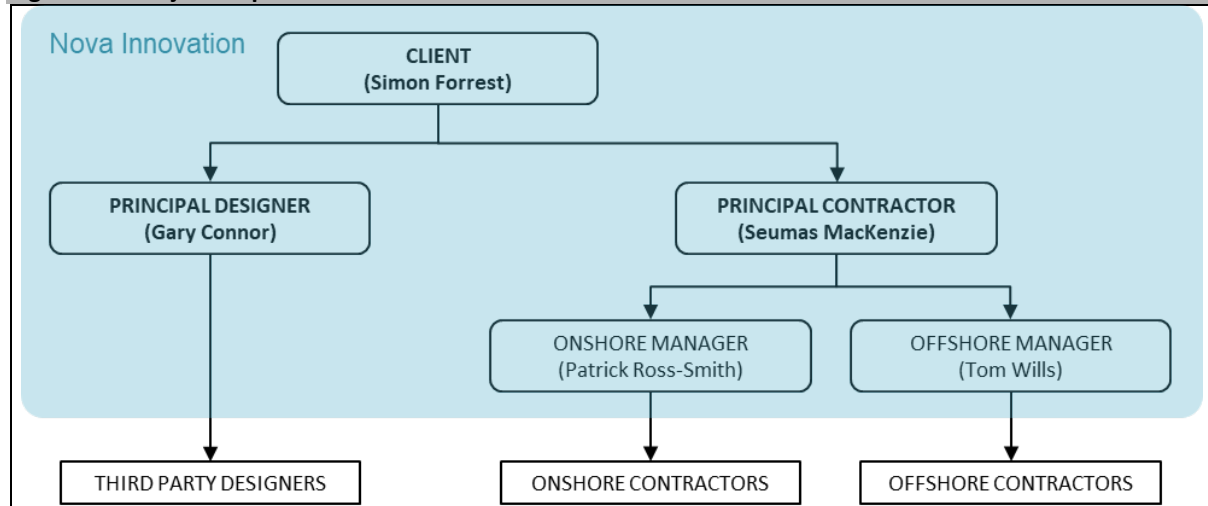 Nova Innovation
CLIENT
(Simon Forrest)
PRINCIPAL DESIGNER
(Gary Connor)
PRINCIPAL CONTRACTOR
(Seumas MacKenzie)
ONSHORE MANAGER
(Patrick Ross-Smith)
OFFSHORE MANAGER
(Tom Wills)
THIRD PARTY DESIGNERS
ONSHORE CONTRACTORS
OFFSHORE CONTRACTORS